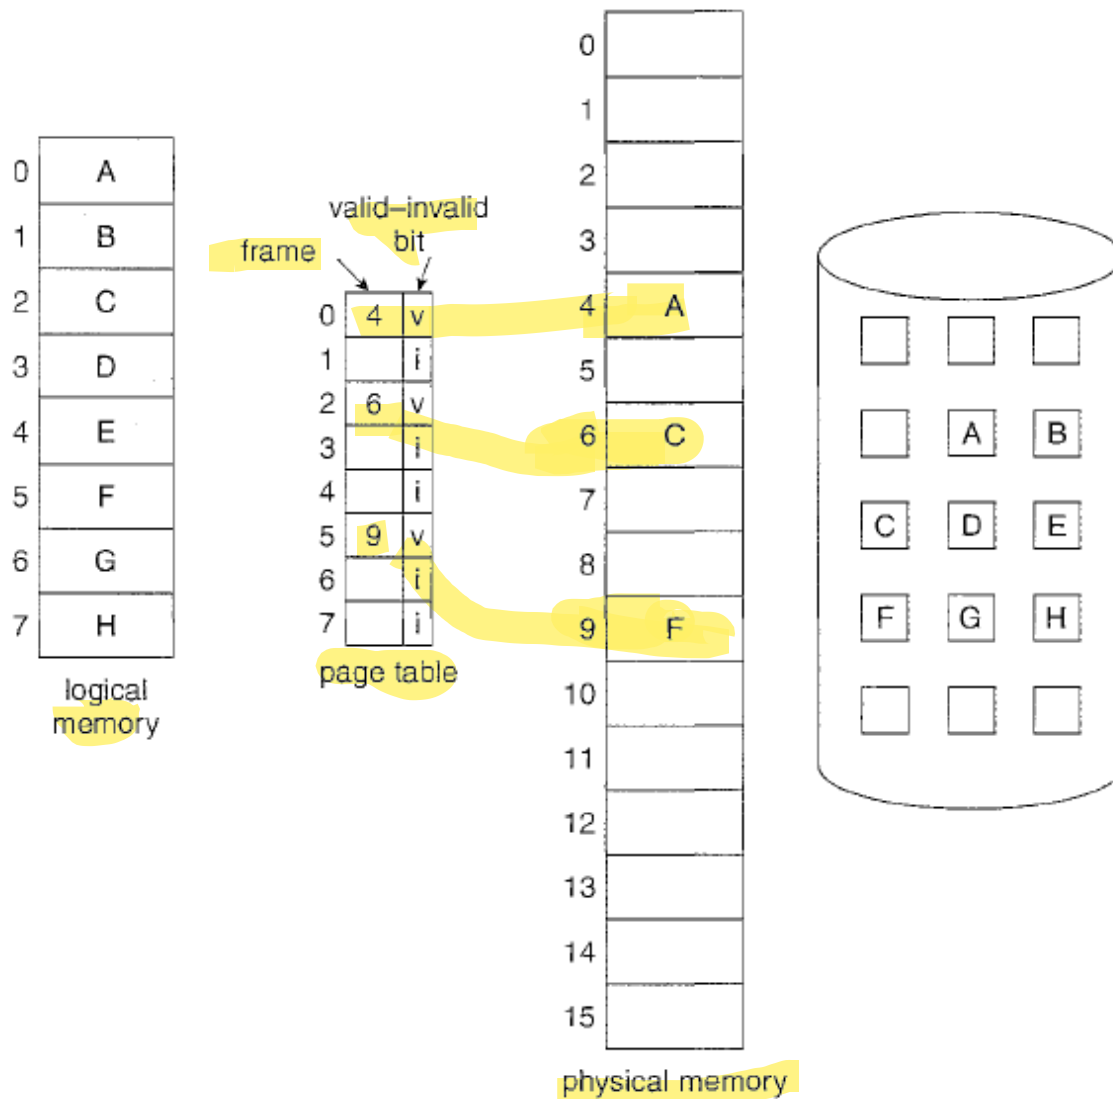 0 A
1 B
2 C
3 D
4 E
5 F
6 G
7 H
logical
memory
valid–invalid
bit
frame
0 4 v
1 i
2 6 v
3 i
4 i
5 9 v
6 i
7 i
page table
0
1
2
3
4 A
5
6 C
7
8
9 F
10
11
12
13
14
15
physical memory
A B
C D E
F G H